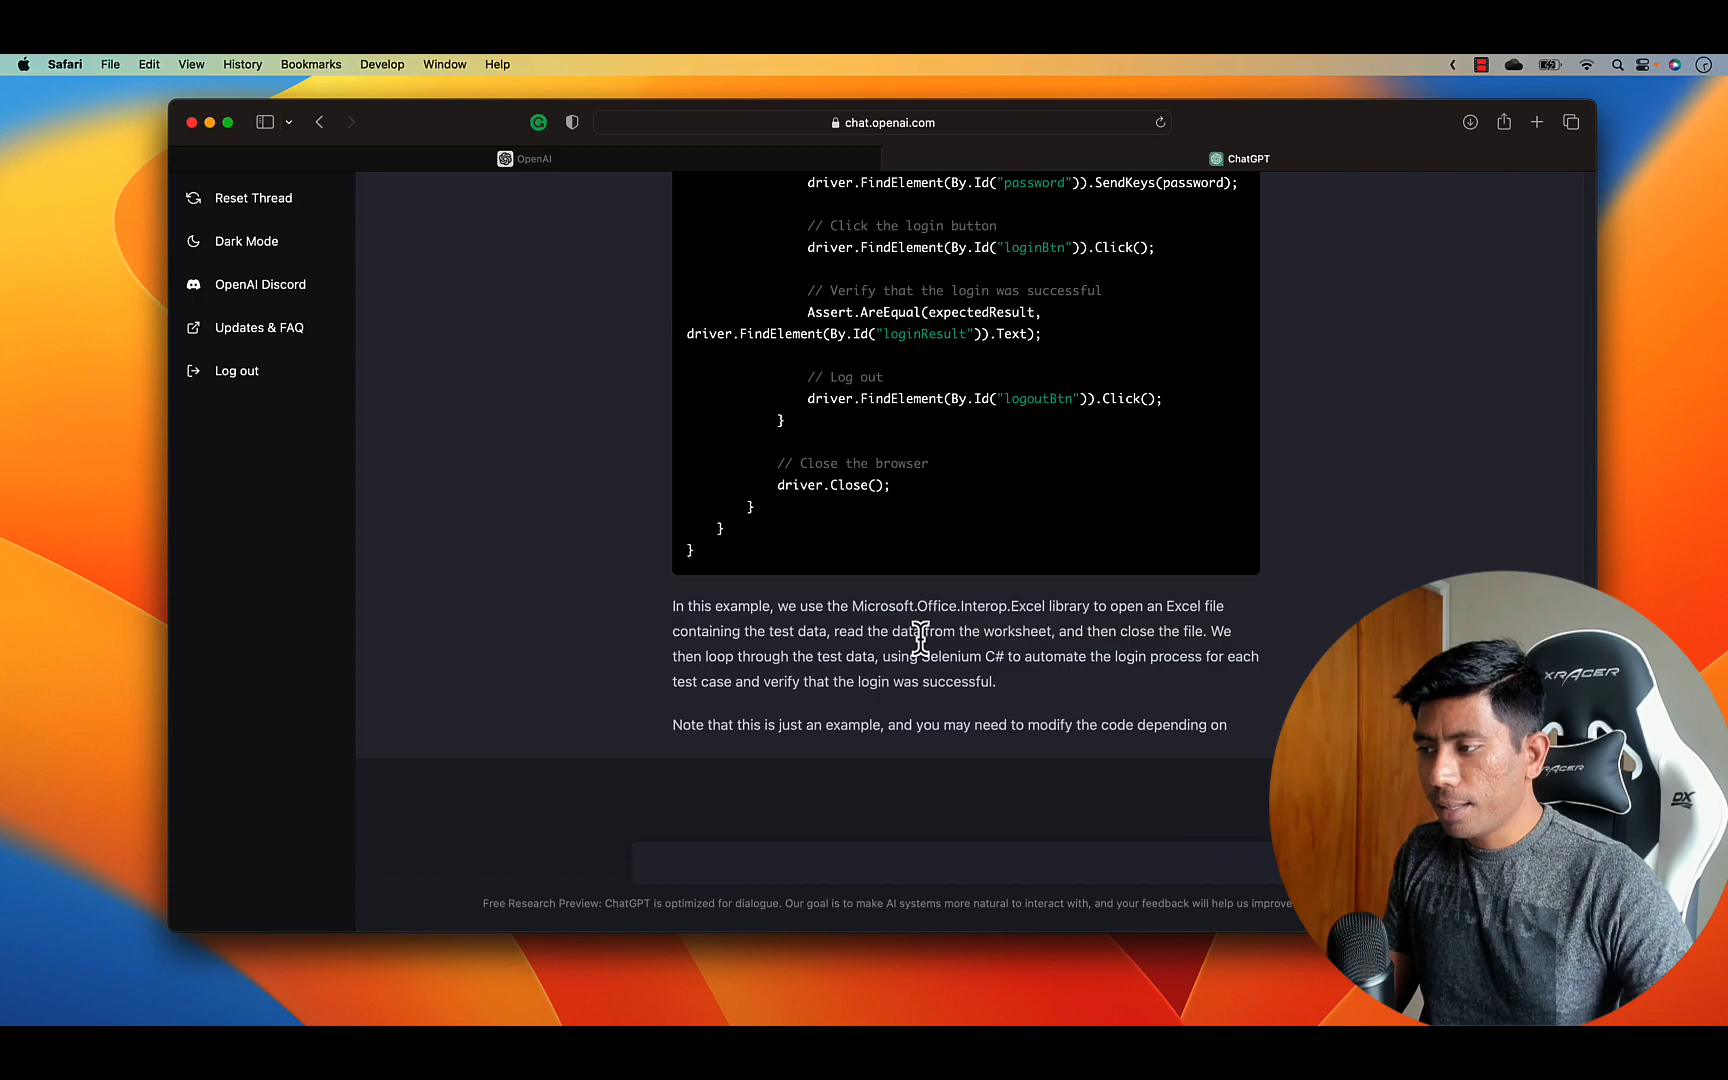 Safari File Edit View History Bookmarks Develop Window Help
chat.openai.com
OpenAI
ChatGPT
Reset Thread
Dark Mode
OpenAI Discord
Updates & FAQ
Log out
driver.FindElement(By.Id("password")).SendKeys(password);
// Click the login button
driver.FindElement(By.Id("loginBtn")).Click();
// Verify that the login was successful
Assert.AreEqual(expectedResult,
driver.FindElement(By.Id("loginResult")).Text);
// Log out
driver.FindElement(By.Id("logoutBtn")).Click();
}
// Close the browser
driver.Close();
}
}
}
In this example, we use the Microsoft.Office.Interop.Excel library to open an Excel file
containing the test data, read the data from the worksheet, and then close the file. We
then loop through the test data, using Selenium C# to automate the login process for each
test case and verify that the login was successful.
Note that this is just an example, and you may need to modify the code depending on
Free Research Preview: ChatGPT is optimized for dialogue. Our goal is to make AI systems more natural to interact with, and your feedback will help us improve
XRACER
XRACER
DX